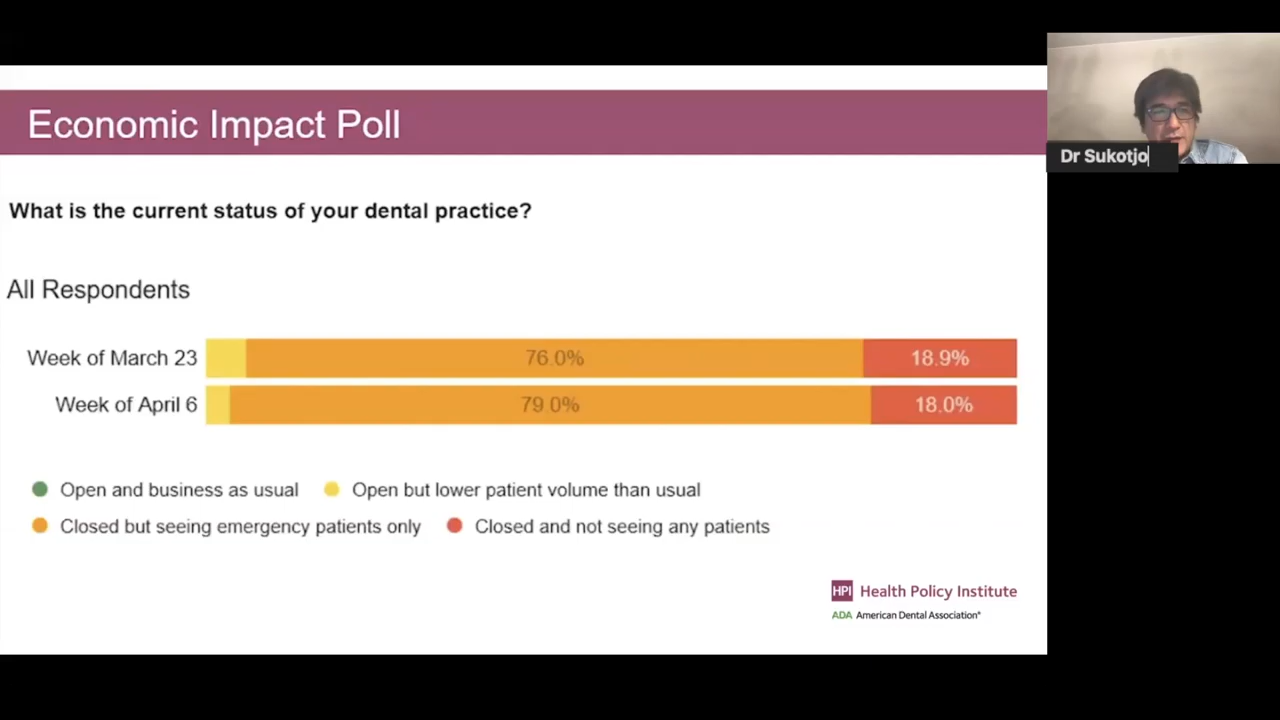 Economic Impact Poll
Dr Sukotjo
What is the current status of your dental practice?
All Respondents
Week of March 23 76.0% 18.9%
Week of April 6 79.0% 18.0%
Open and business as usual Open but lower patient volume than usual
Closed but seeing emergency patients only Closed and not seeing any patients
HPI Health Policy Institute
ADA American Dental Association®